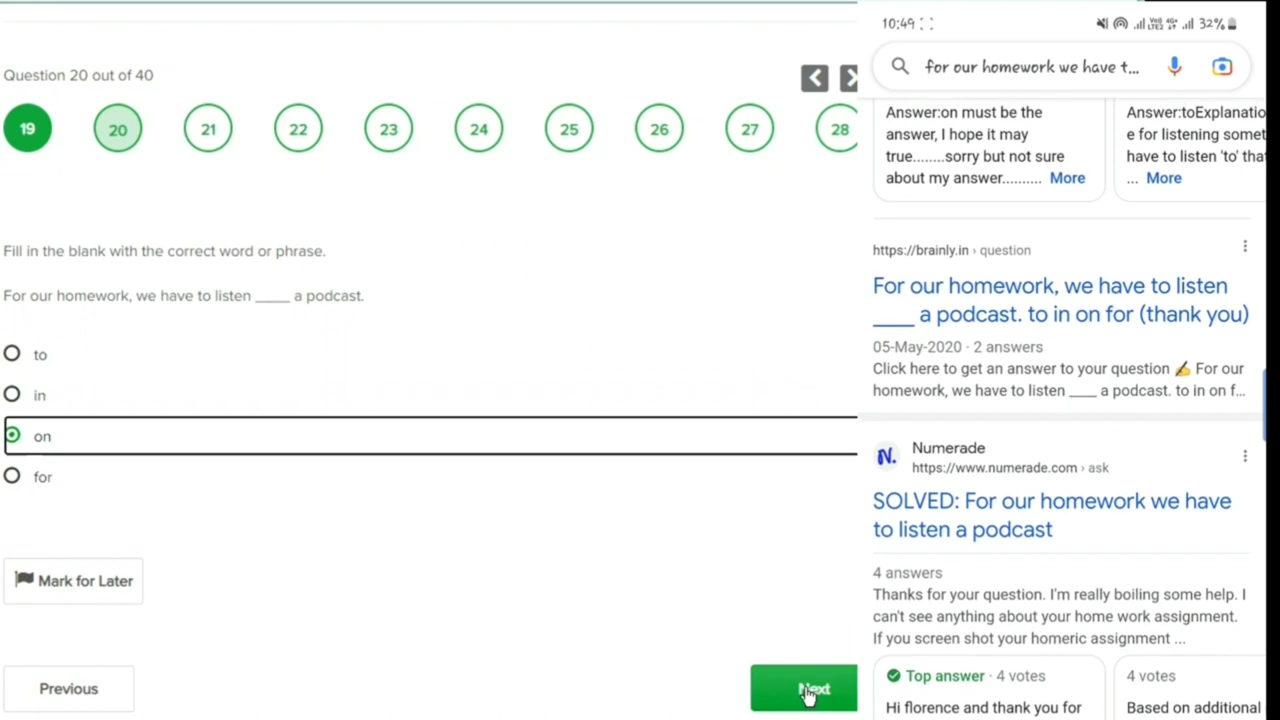 Question 20 out of 40
19 20 21 22 23 24 25 26 27 28
Fill in the blank with the correct word or phrase.
For our homework, we have to listen _____ a podcast.
to
in
on
for
Mark for Later
Previous
Next
10:49
32%
for our homework we have t...
Answer:on must be the
answer, I hope it may
true........sorry but not sure
about my answer.......... More
Answer:toExplanatio
e for listening somet
have to listen 'to' tha
... More
https://brainly.in › question
For our homework, we have to listen
____ a podcast. to in on for (thank you)
05-May-2020 · 2 answers
Click here to get an answer to your question ✍ For our
homework, we have to listen ____ a podcast. to in on f...
N.
Numerade
https://www.numerade.com › ask
SOLVED: For our homework we have
to listen a podcast
4 answers
Thanks for your question. I'm really boiling some help. I
can't see anything about your home work assignment.
If you screen shot your homeric assignment ...
Top answer · 4 votes
Hi florence and thank you for
4 votes
Based on additional